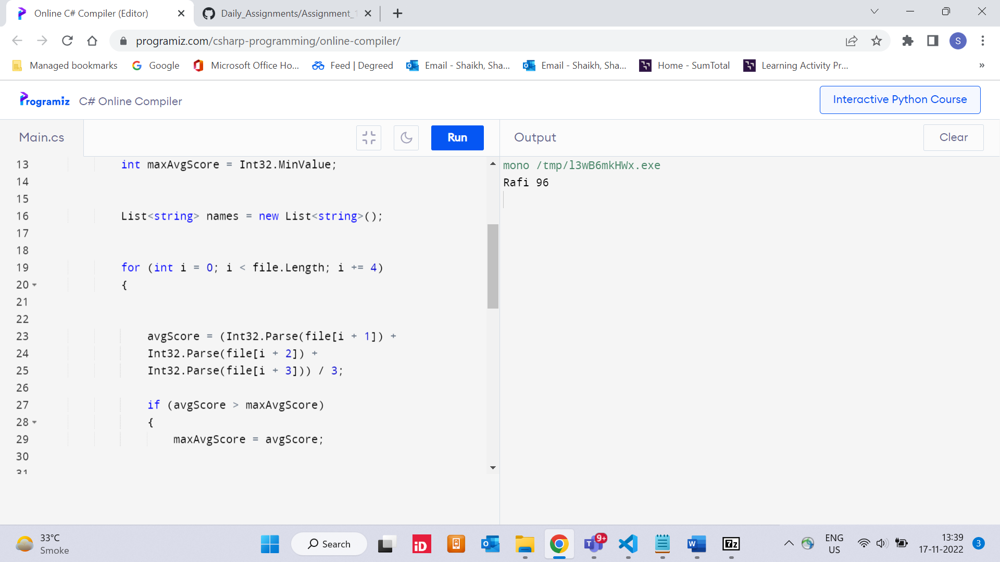 Online C# Compiler (Editor)
Daily_Assignments/Assignment_1
programiz.com/csharp-programming/online-compiler/
S
Managed bookmarks
Google
Microsoft Office Ho...
Feed | Degreed
Email - Shaikh, Sha...
Email - Shaikh, Sha...
Home - SumTotal
Learning Activity Pr...
»
Programiz
C# Online Compiler
Interactive Python Course
Main.cs
Run
Output
Clear
13 int maxAvgScore = Int32.MinValue;
14
15
16 List<string> names = new List<string>();
17
18
19 for (int i = 0; i < file.Length; i += 4)
20 {
21
22
23 avgScore = (Int32.Parse(file[i + 1]) +
24 Int32.Parse(file[i + 2]) +
25 Int32.Parse(file[i + 3])) / 3;
26
27 if (avgScore > maxAvgScore)
28 {
29 maxAvgScore = avgScore;
30
31
mono /tmp/l3wB6mkHWx.exe
Rafi 96
33°C
Smoke
Search
iD
O
T
9+
W
7z
ENG
US
13:39
17-11-2022
3